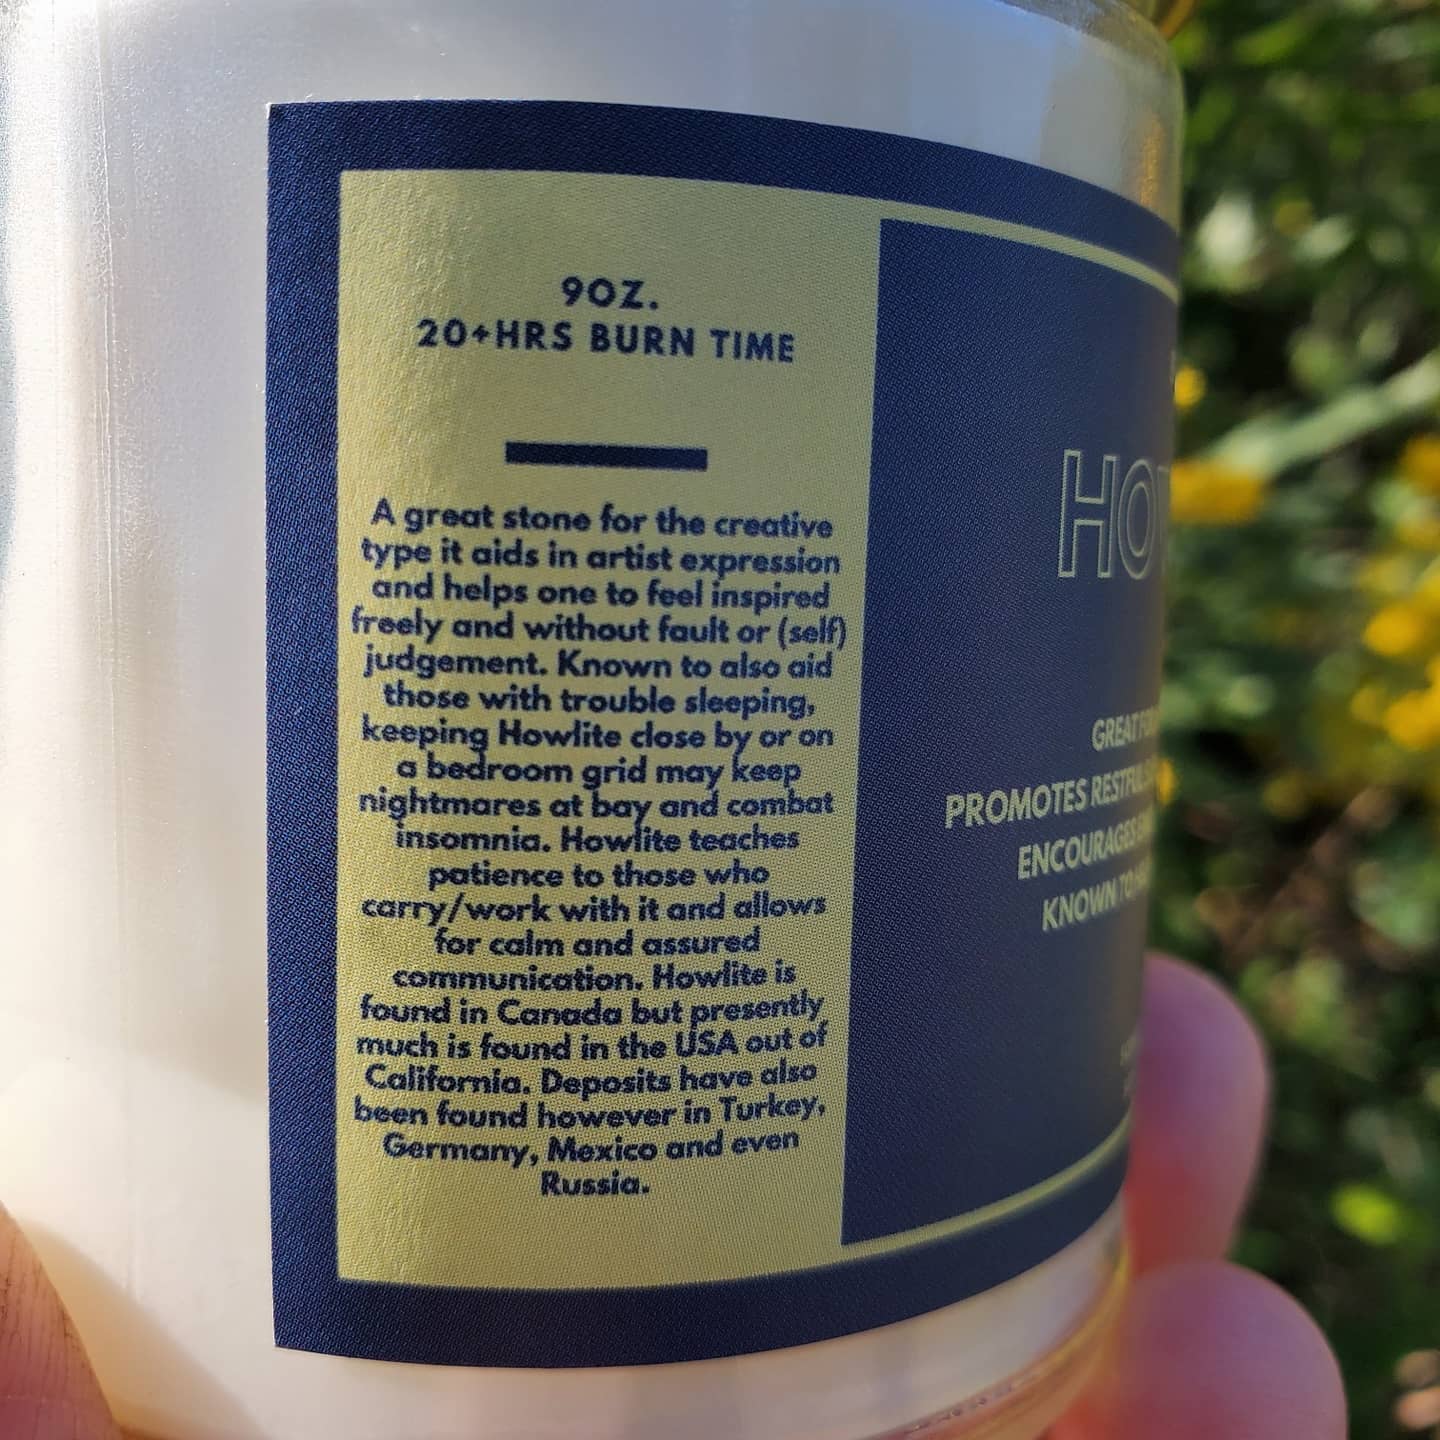 9OZ.
20+HRS BURN TIME
A great stone for the creative
type it aids in artist expression
and helps one to feel inspired
freely and without fault or (self)
judgement. Known to also aid
those with trouble sleeping,
keeping Howlite close by or on
a bedroom grid may keep
nightmares at bay and combat
insomnia. Howlite teaches
patience to those who
carry/work with it and allows
for calm and assured
communication. Howlite is
found in Canada but presently
much is found in the USA out of
California. Deposits have also
been found however in Turkey,
Germany, Mexico and even
Russia.
GREAT
PROMOTES
ENCOURAGES
KNOWN TO